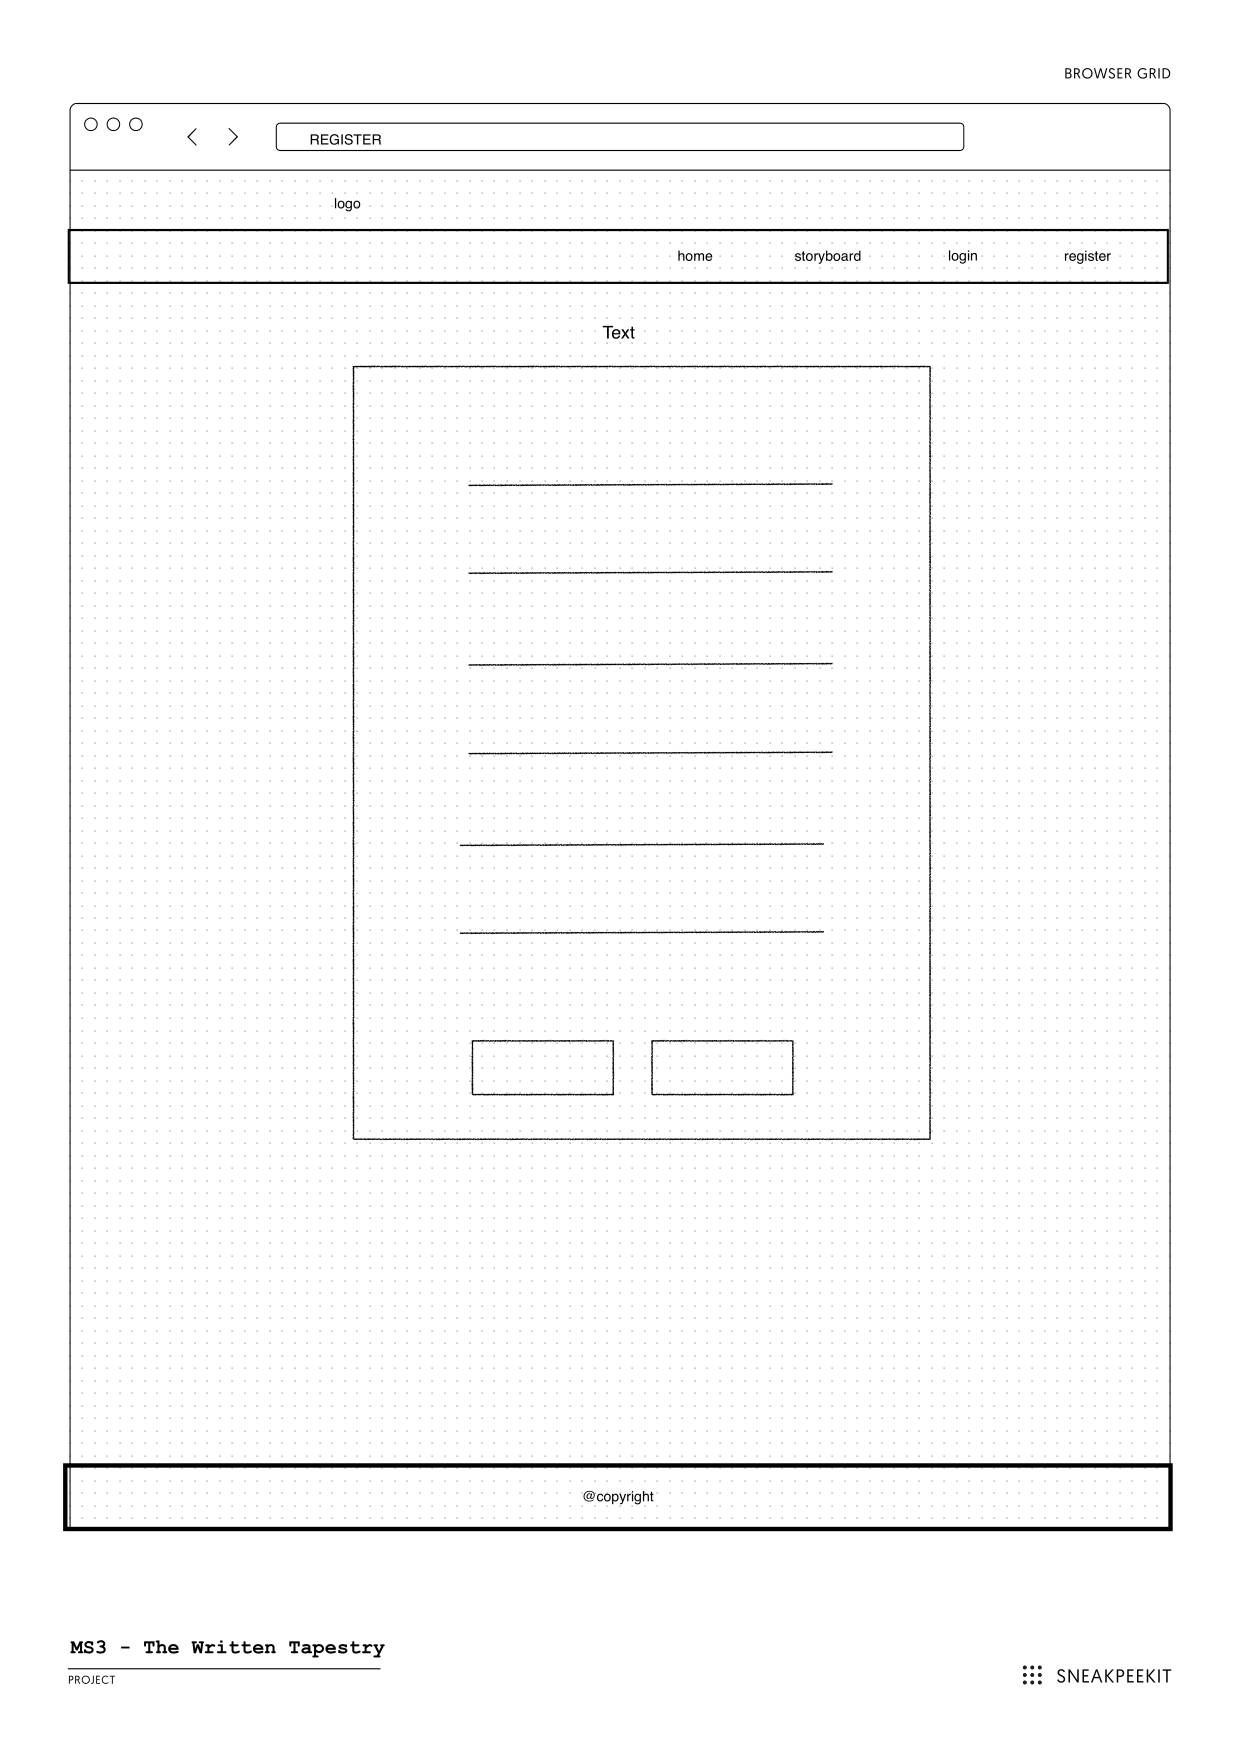 BROWSER GRID
REGISTER
logo
home storyboard login register
Text
@copyright
MS3 - The Written Tapestry
PROJECT
SNEAKPEEKIT